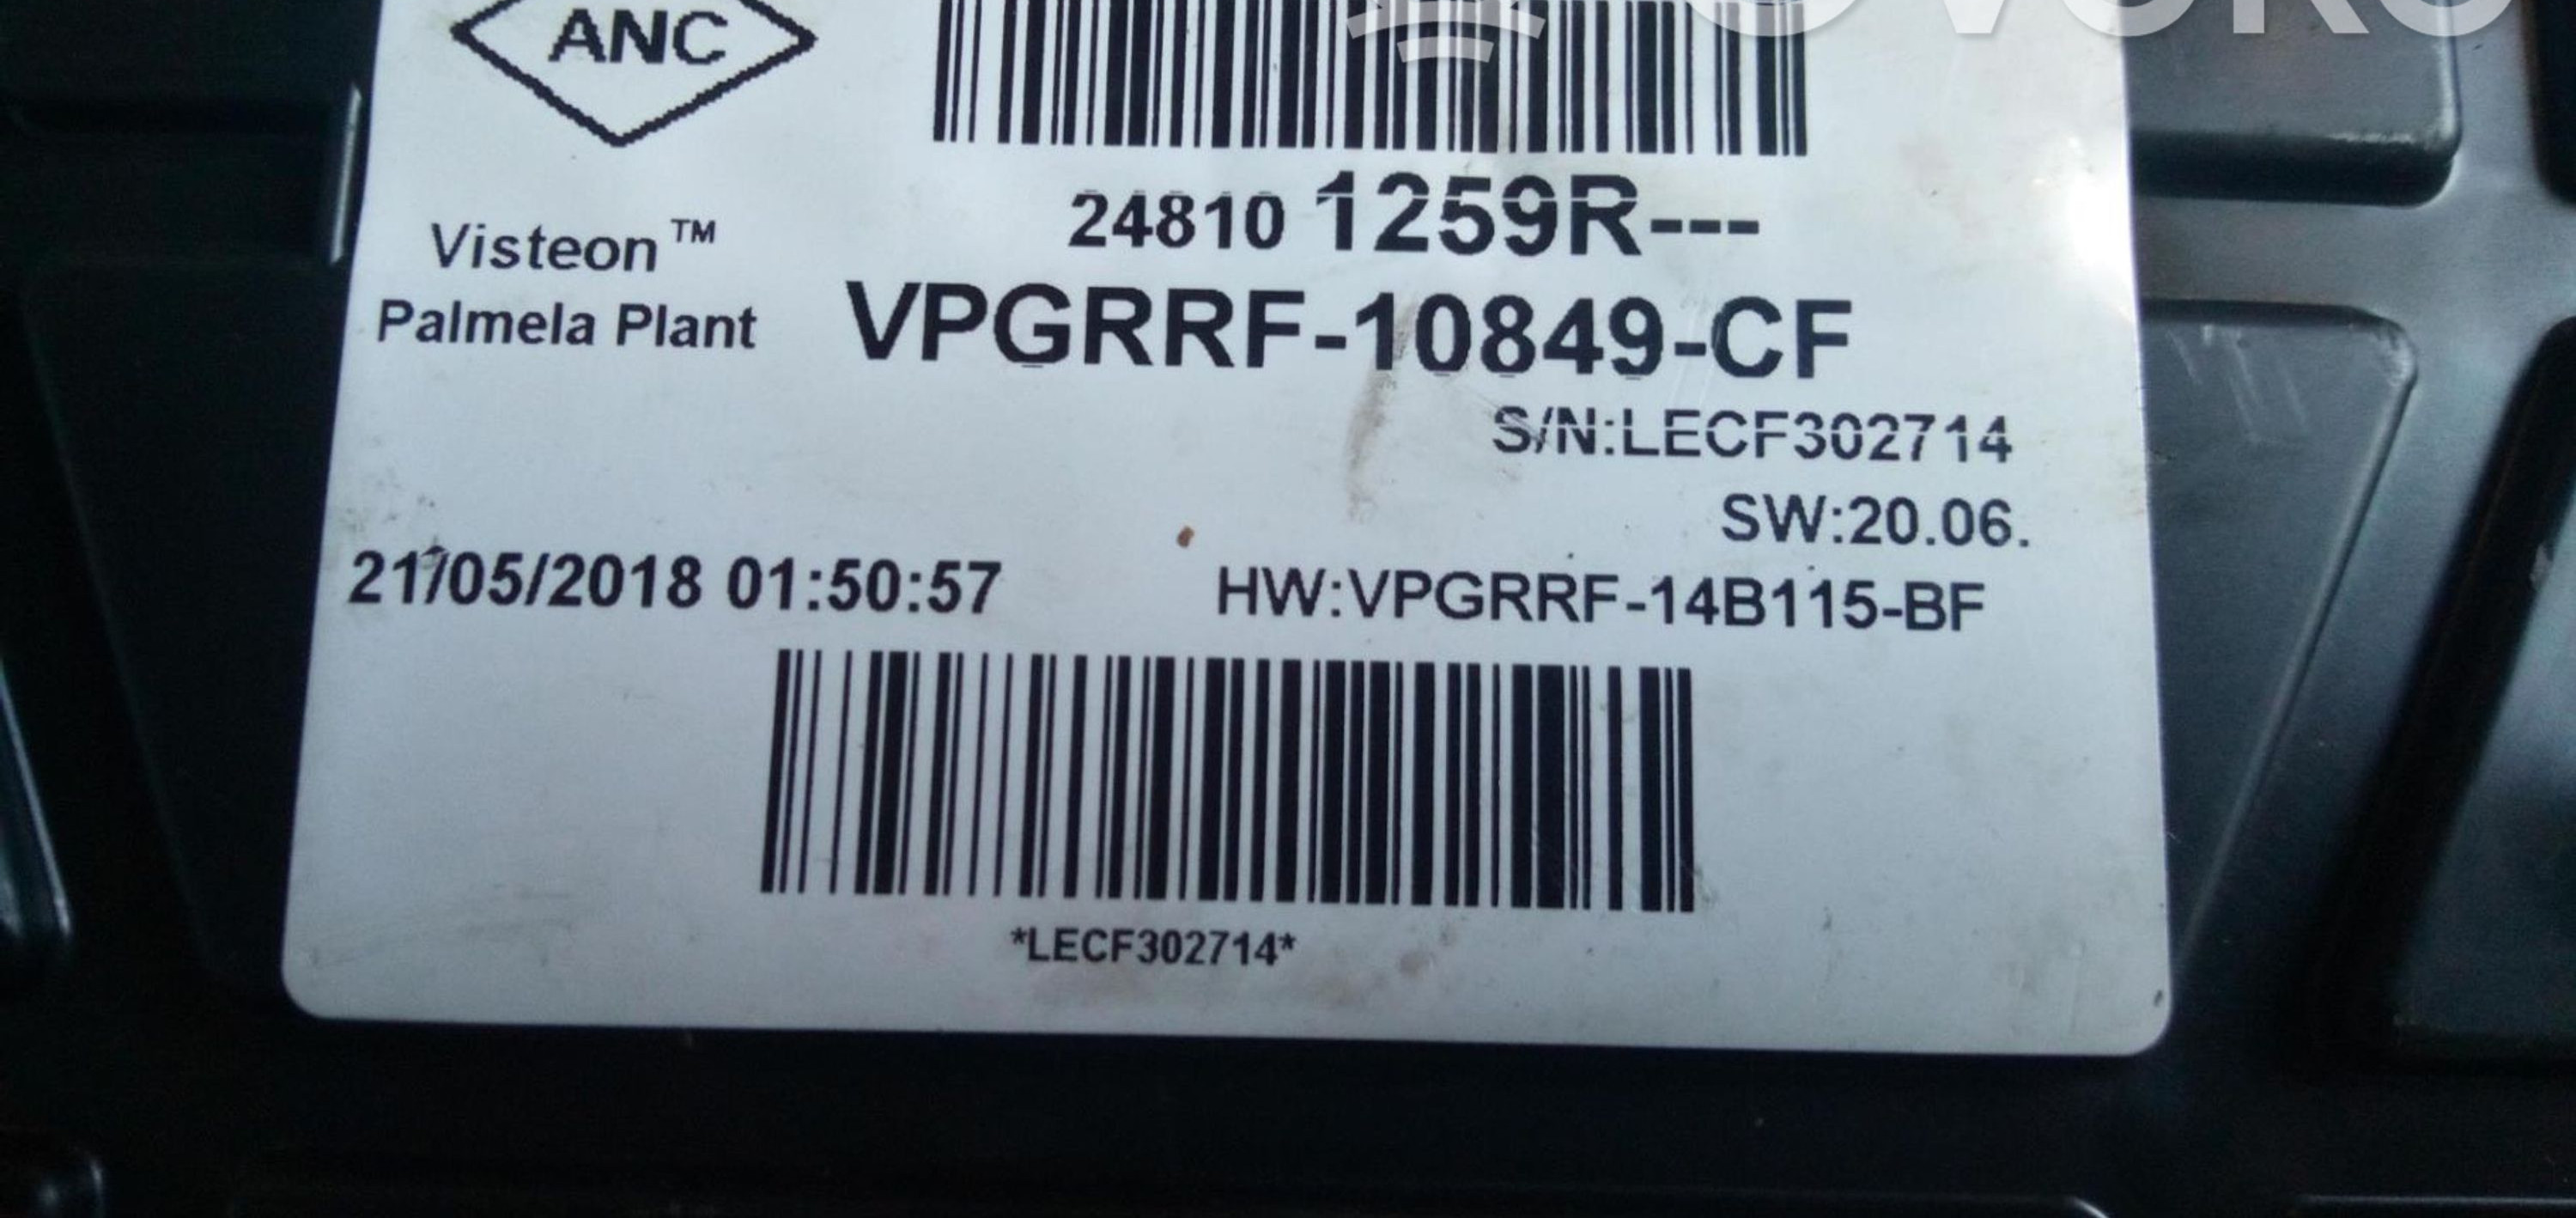 ANC
24810 1259R---
Visteon™
Palmela Plant
VPGRRF-10849-CF
S/N:LECF302714
SW:20.06.
21/05/2018 01:50:57
HW:VPGRRF-14B115-BF
*LECF302714*